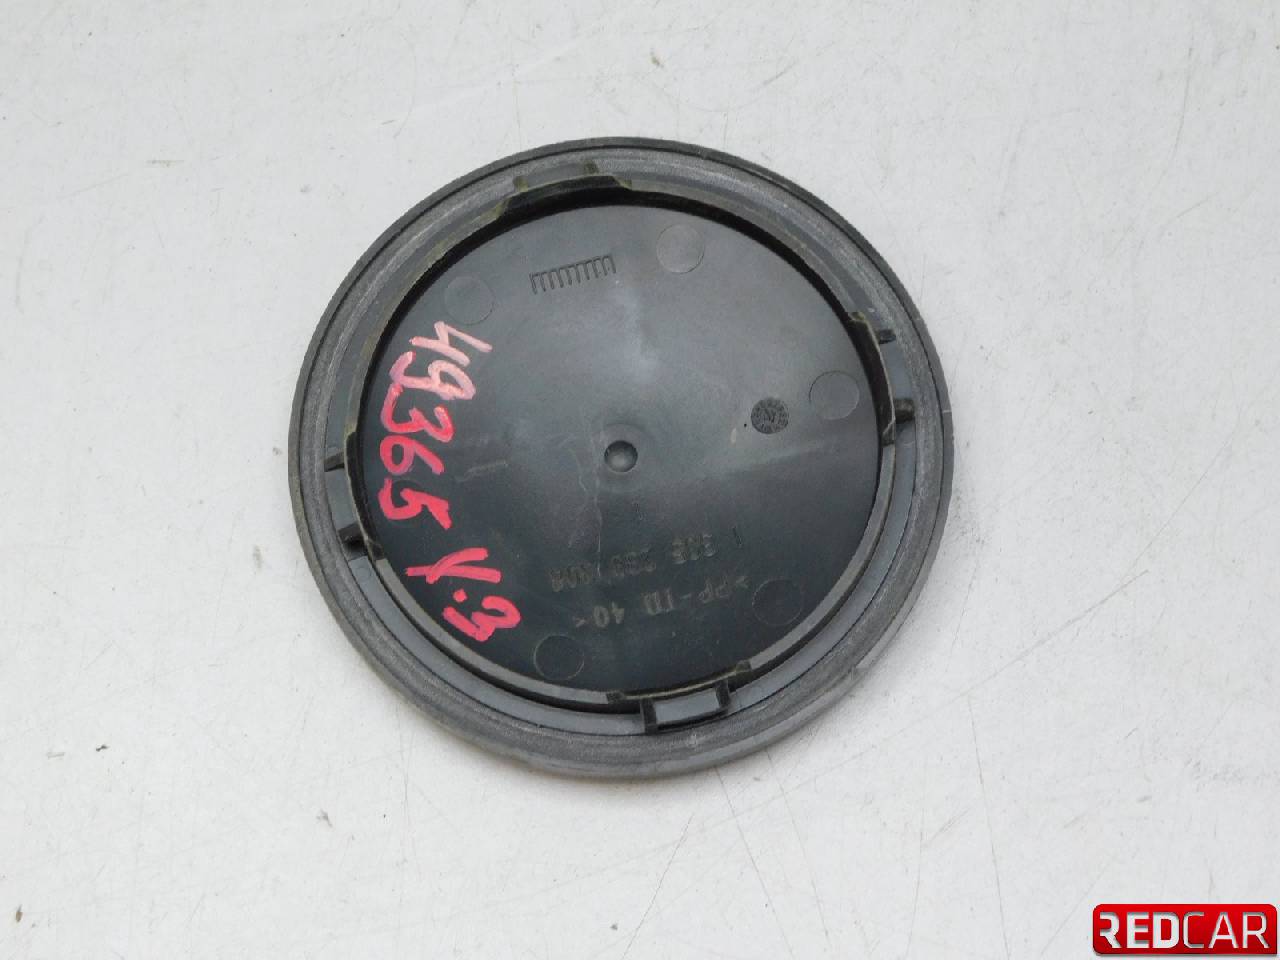 49365 Y.3
>PP-TD 40<
REDCAR